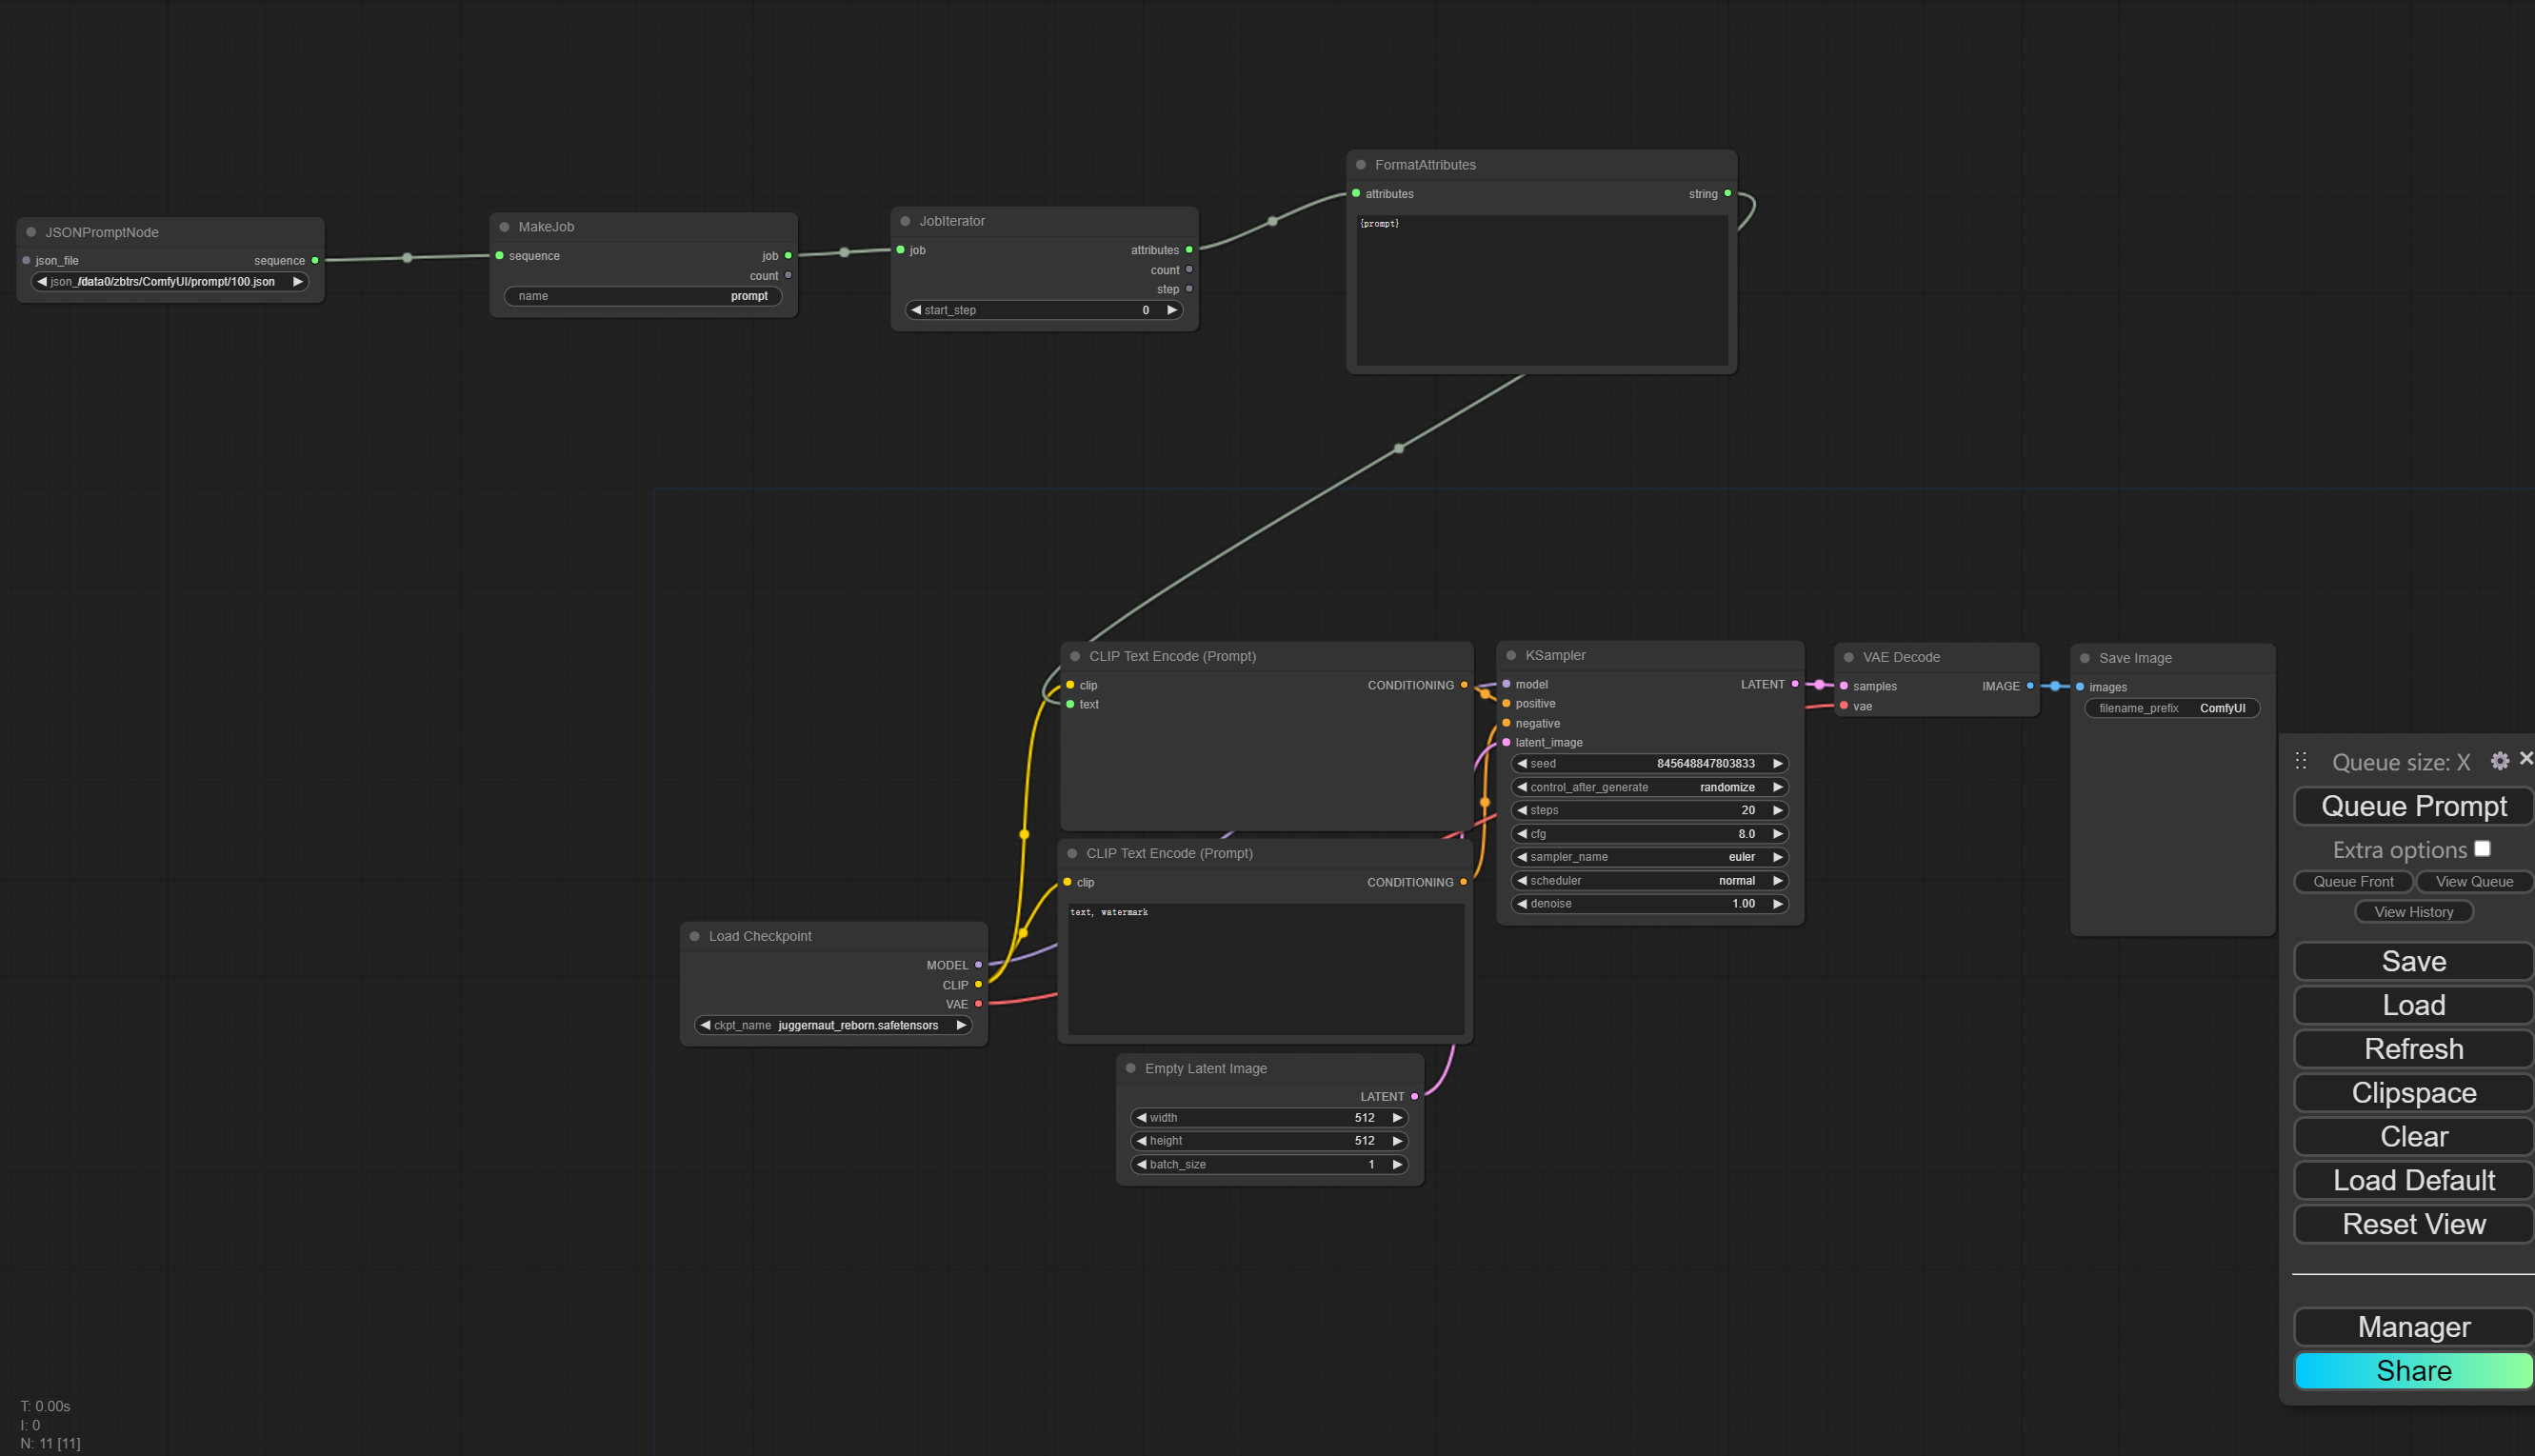 FormatAttributes
attributes
string
{prompt}
JSONPromptNode
json_file
sequence
/data0/zbtrs/ComfyUI/prompt/100.json
MakeJob
sequence
job
count
name
prompt
JobIterator
job
attributes
count
step
start_step
0
CLIP Text Encode (Prompt)
clip
CONDITIONING
text
KSampler
model
LATENT
positive
negative
latent_image
seed
845648847803833
control_after_generate
randomize
steps
20
cfg
8.0
sampler_name
euler
scheduler
normal
denoise
1.00
VAE Decode
samples
IMAGE
vae
Save Image
images
filename_prefix
ComfyUI
CLIP Text Encode (Prompt)
clip
CONDITIONING
text, watermark
Load Checkpoint
MODEL
CLIP
VAE
ckpt_name
juggernaut_reborn.safetensors
Empty Latent Image
LATENT
width
512
height
512
batch_size
1
Queue size: X
Queue Prompt
Extra options
Queue Front
View Queue
View History
Save
Load
Refresh
Clipspace
Clear
Load Default
Reset View
Manager
Share
T: 0.00s
I: 0
N: 11 [11]